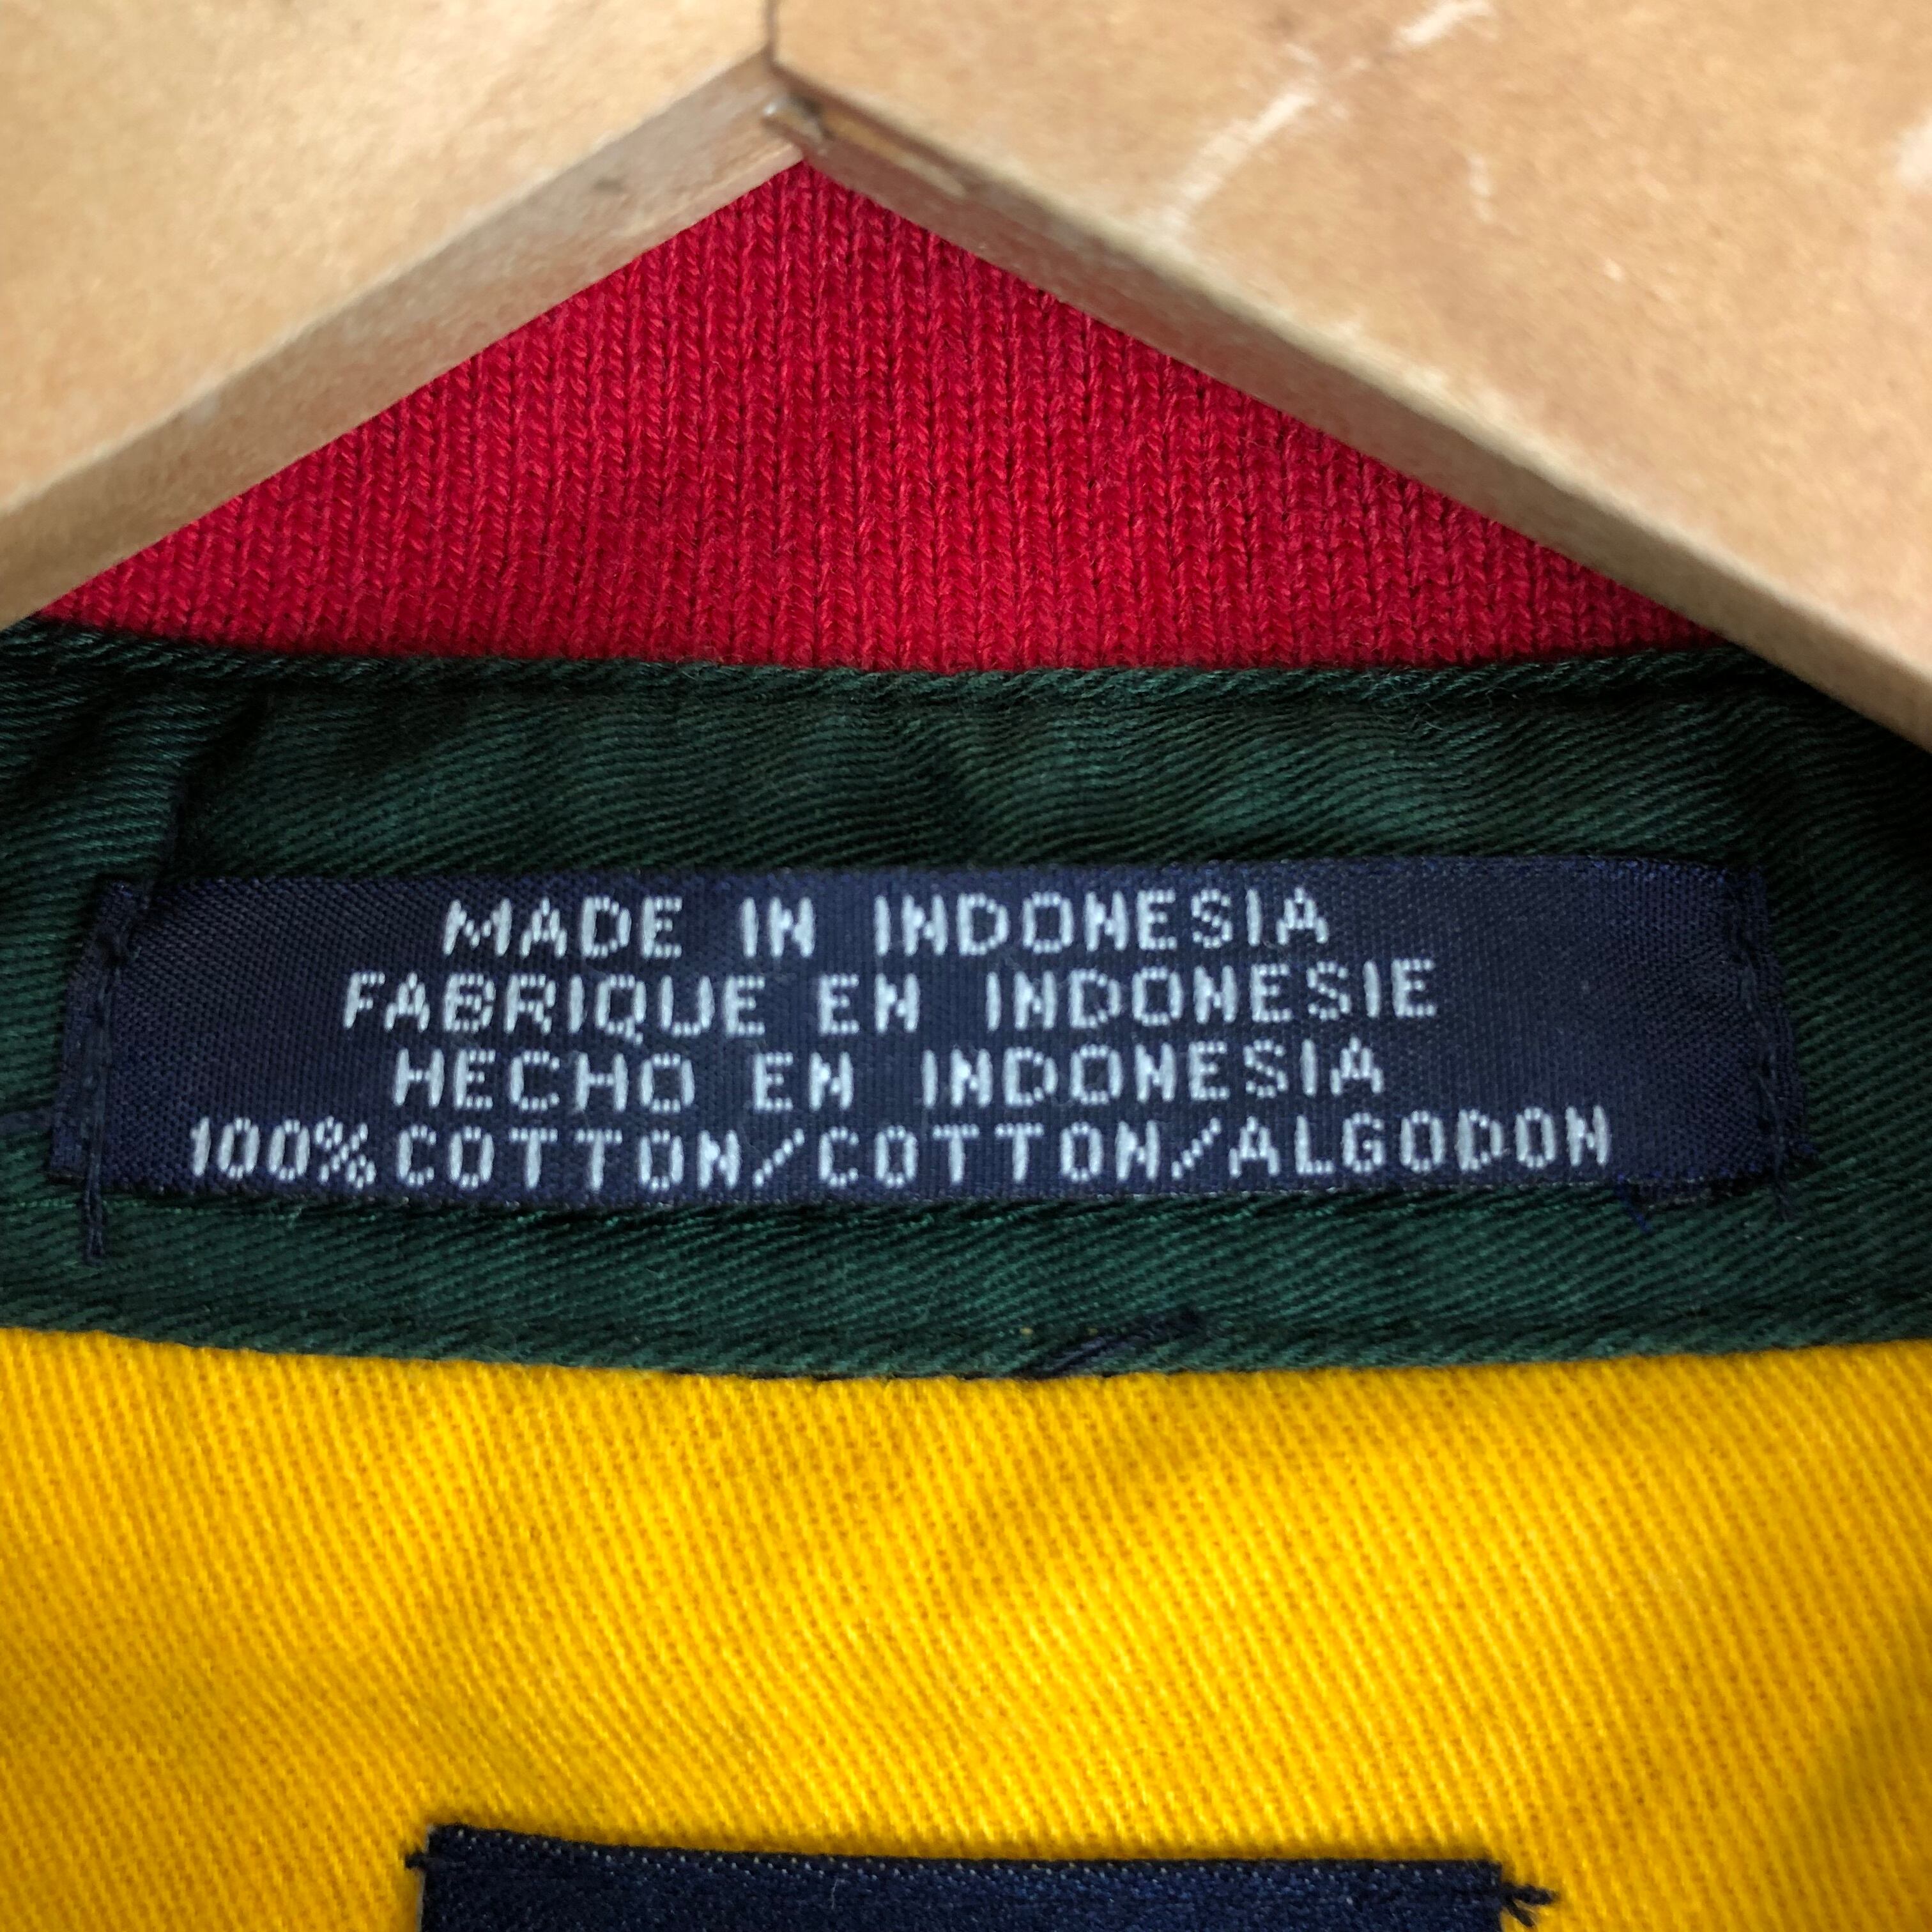 MADE IN INDONESIA
FABRIQUE EN INDONESIE
HECHO EN INDONESIA
100% COTTON/COTTON/ALGODON